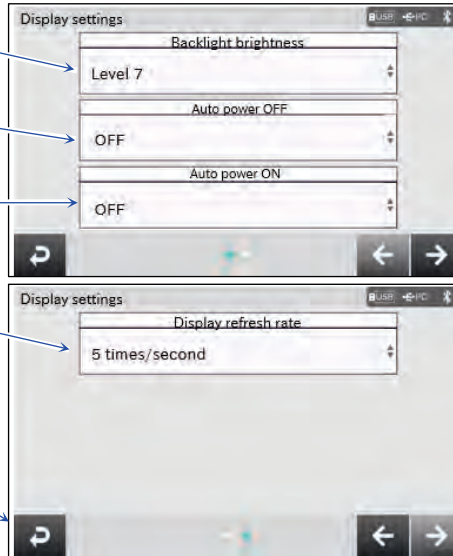 Display settings
USB PC
Backlight brightness
Level 7
Auto power OFF
OFF
Auto power ON
OFF
Display settings
USB PC
Display refresh rate
5 times/second